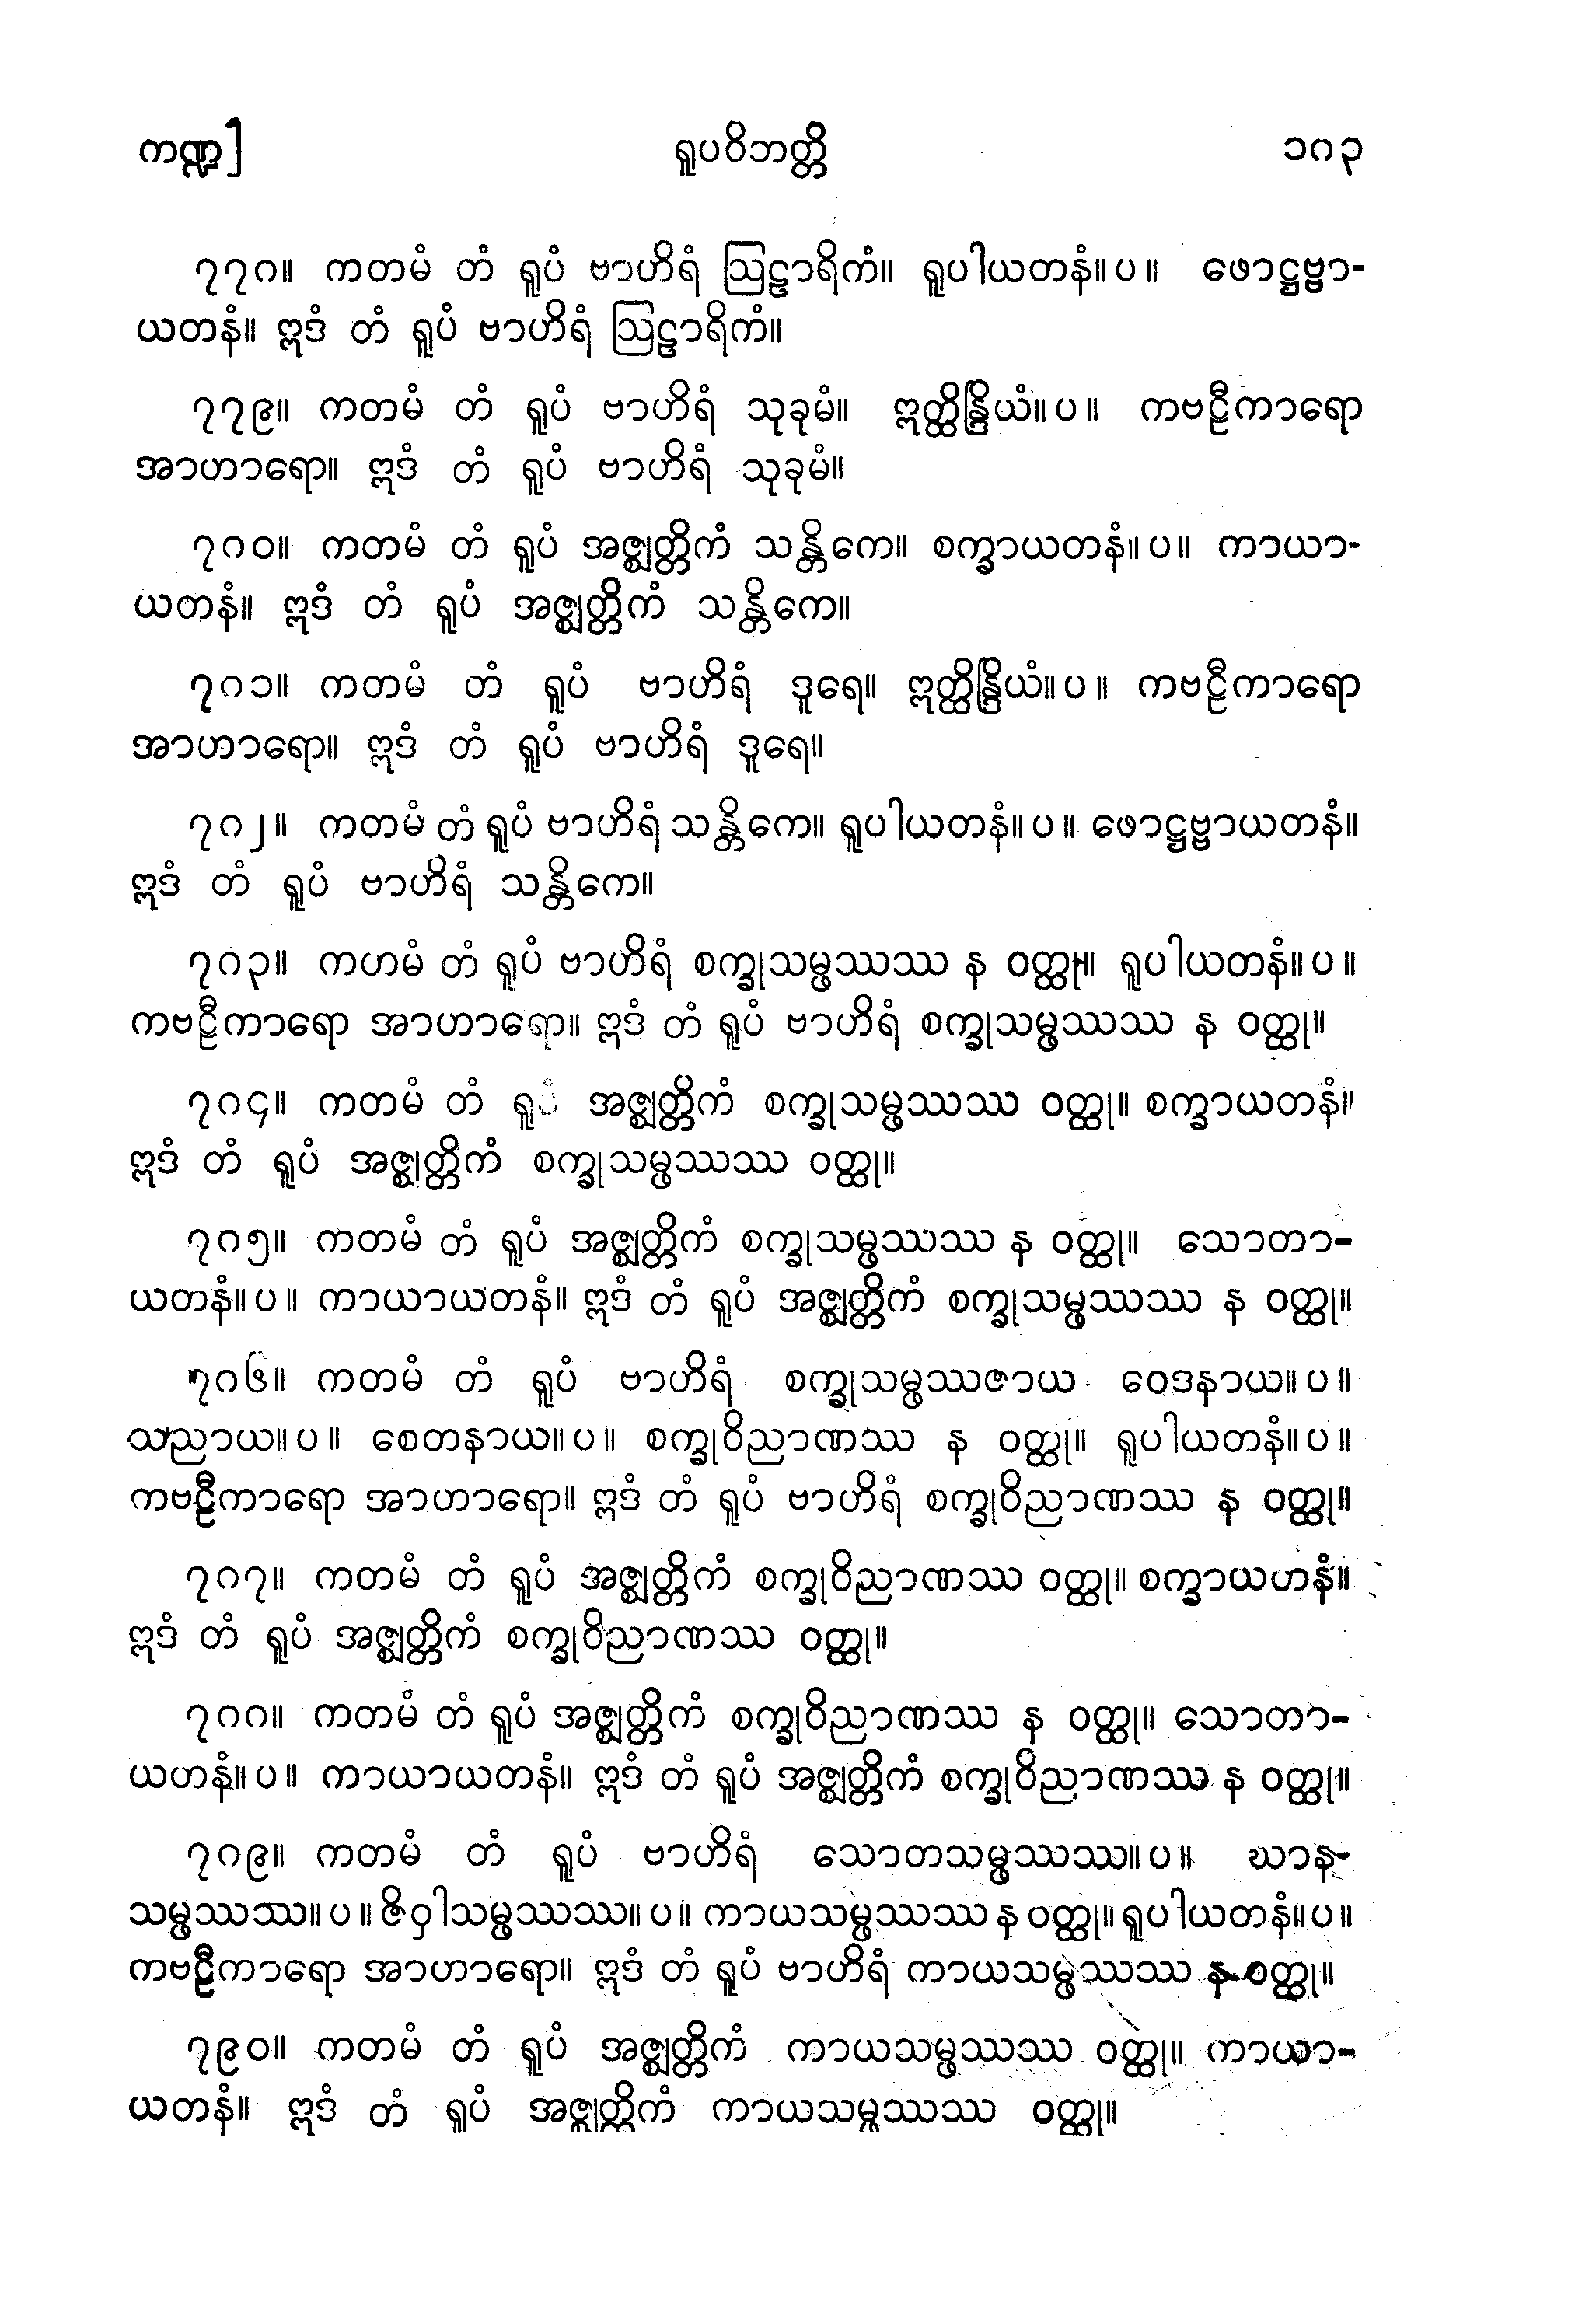 ကဏ္ဍ] ရူပဝိဘတ္တိ ၁၈၃
၇၇၈။ ကတမံ တံ ရူပံ ဗာဟိရံ ဩဠာရိကံ။ ရူပါယတနံ။ပ။ ဖောဋ္ဌဗ္ဗာ-
ယတနံ။ ဣဒံ တံ ရူပံ ဗာဟိရံ ဩဠာရိကံ။
၇၇၉။ ကတမံ တံ ရူပံ ဗာဟိရံ သုခုမံ။ ဣတ္ထိန္ဒြိယံ။ပ။ ကဗဠီကာရော
အာဟာရော။ ဣဒံ တံ ရူပံ ဗာဟိရံ သုခုမံ။
၇၈၀။ ကတမံ တံ ရူပံ အဇ္ဈတ္တိကံ သန္တိကေ။ စက္ခာယတနံ။ပ။ ကာယာ-
ယတနံ။ ဣဒံ တံ ရူပံ အဇ္ဈတ္တိကံ သန္တိကေ။
၇၈၁။ ကတမံ တံ ရူပံ ဗာဟိရံ ဒူရေ။ ဣတ္ထိန္ဒြိယံ။ပ။ ကဗဠီကာရော
အာဟာရော။ ဣဒံ တံ ရူပံ ဗာဟိရံ ဒူရေ။
၇၈၂။ ကတမံ တံ ရူပံ ဗာဟိရံ သန္တိကေ။ ရူပါယတနံ။ပ။ ဖောဋ္ဌဗ္ဗာယတနံ။
ဣဒံ တံ ရူပံ ဗာဟိရံ သန္တိကေ။
၇၈၃။ ကဟမံ တံ ရူပံ ဗာဟိရံ စက္ခုသမ္ဖဿဿ န ဝတ္ထု။ ရူပါယတနံ။ပ။
ကဗဠီကာရော အာဟာရော။ ဣဒံ တံ ရူပံ ဗာဟိရံ စက္ခုသမ္ဖဿဿ န ဝတ္ထု။
၇၈၄။ ကတမံ တံ ရူပံ အဇ္ဈတ္တိကံ စက္ခုသမ္ဖဿဿ ဝတ္ထု။ စက္ခာယတနံ။
ဣဒံ တံ ရူပံ အဇ္ဈတ္တိကံ စက္ခုသမ္ဖဿဿ ဝတ္ထု။
၇၈၅။ ကတမံ တံ ရူပံ အဇ္ဈတ္တိကံ စက္ခုသမ္ဖဿဿ န ဝတ္ထု။ သောတာ-
ယတနံ။ပ။ ကာယာယတနံ။ ဣဒံ တံ ရူပံ အဇ္ဈတ္တိကံ စက္ခုသမ္ဖဿဿ န ဝတ္ထု။
၇၈၆။ ကတမံ တံ ရူပံ ဗာဟိရံ စက္ခုသမ္ဖဿဇာယ ဝေဒနာယ။ပ။
သညာယ။ပ။ စေတနာယ။ပ။ စက္ခုဝိညာဏဿ န ဝတ္ထု။ ရူပါယတနံ။ပ။
ကဗဠီကာရော အာဟာရော။ ဣဒံ တံ ရူပံ ဗာဟိရံ စက္ခုဝိညာဏဿ န ဝတ္ထု။
၇၈၇။ ကတမံ တံ ရူပံ အဇ္ဈတ္တိကံ စက္ခုဝိညာဏဿ ဝတ္ထု။ စက္ခာယဟနံ။
ဣဒံ တံ ရူပံ အဇ္ဈတ္တိကံ စက္ခုဝိညာဏဿ ဝတ္ထု။
၇၈၈။ ကတမံ တံ ရူပံ အဇ္ဈတ္တိကံ စက္ခုဝိညာဏဿ န ဝတ္ထု။ သောတာ-
ယဟနံ။ပ။ ကာယာယတနံ။ ဣဒံ တံ ရူပံ အဇ္ဈတ္တိကံ စက္ခုဝိညာဏဿ န ဝတ္ထု။
၇၈၉။ ကတမံ တံ ရူပံ ဗာဟိရံ သောတသမ္ဖဿဿ။ပ။ ဃာန-
သမ္ဖဿဿ။ပ။ဇိဝှါသမ္ဖဿဿ။ပ။ ကာယသမ္ဖဿဿ န ဝတ္ထု။ ရူပါယတနံ။ပ။
ကဗဠီကာရော အာဟာရော။ ဣဒံ တံ ရူပံ ဗာဟိရံ ကာယသမ္ဖဿဿ န ဝတ္ထု။
၇၉၀။ ကတမံ တံ ရူပံ အဇ္ဈတ္တိကံ ကာယသမ္ဖဿဿ ဝတ္ထု။ ကာယာ-
ယတနံ။ ဣဒံ တံ ရူပံ အဇ္ဈတ္တိကံ ကာယသမ္ဖဿဿ ဝတ္ထု။